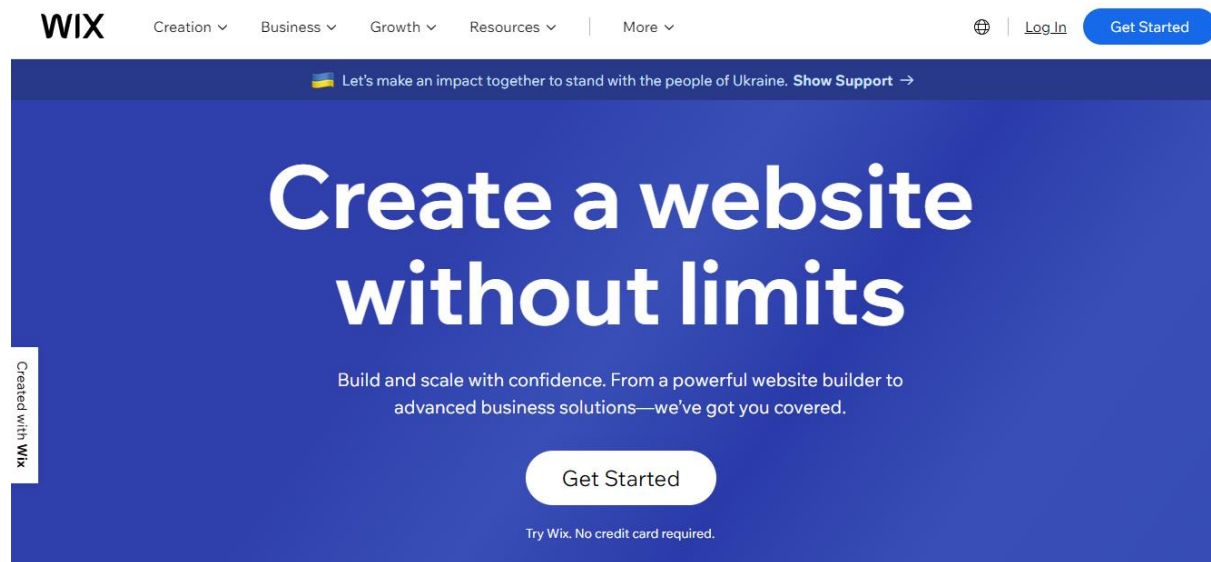 WIX Creation Business Growth Resources More Log In Get Started
Let's make an impact together to stand with the people of Ukraine. Show Support →
Create a website
without limits
Build and scale with confidence. From a powerful website builder to
advanced business solutions—we've got you covered.
Get Started
Try Wix. No credit card required.
Created with Wix